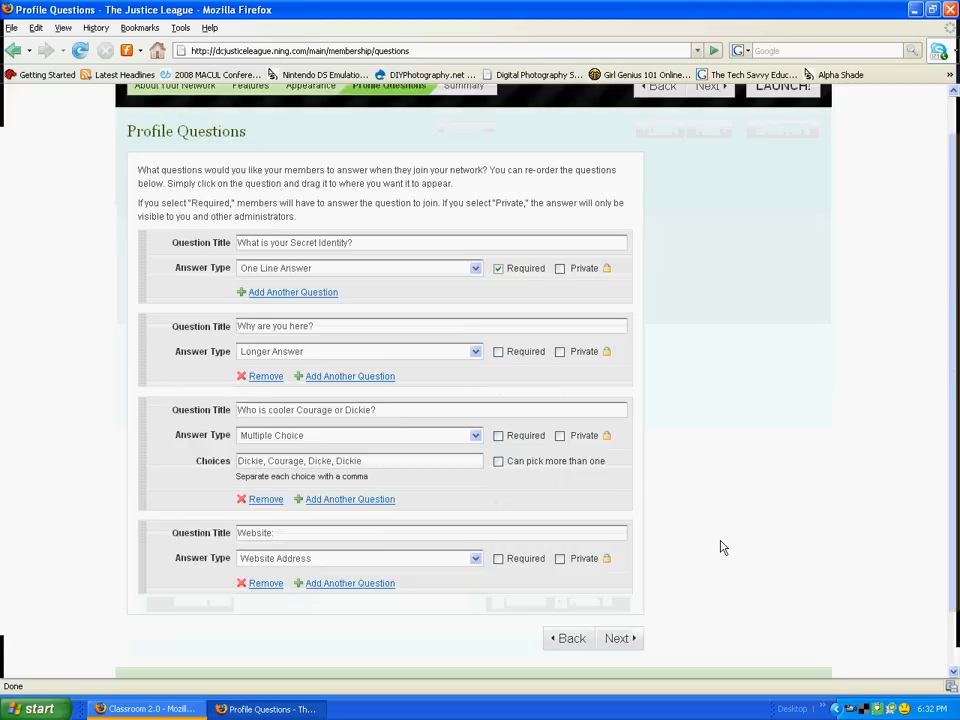 Profile Questions - The Justice League - Mozilla Firefox
File Edit View History Bookmarks Tools Help
http://dcjusticeleague.ning.com/main/membership/questions
Google
Getting Started Latest Headlines 2008 MACUL Confere... Nintendo DS Emulatio... DIYPhotography.net ... Digital Photography S... Girl Genius 101 Online... The Tech Savvy Educ... Alpha Shade »
About Your Network Features Appearance Profile Questions Summary Back Next LAUNCH!
Profile Questions
What questions would you like your members to answer when they join your network? You can re-order the questions
below. Simply click on the question and drag it to where you want it to appear.
If you select "Required," members will have to answer the question to join. If you select "Private," the answer will only be
visible to you and other administrators.
Question Title What is your Secret Identity?
Answer Type One Line Answer Required Private
Add Another Question
Question Title Why are you here?
Answer Type Longer Answer Required Private
Remove Add Another Question
Question Title Who is cooler Courage or Dickie?
Answer Type Multiple Choice Required Private
Choices Dickie, Courage, Dicke, Dickie Can pick more than one
Separate each choice with a comma
Remove Add Another Question
Question Title Website:
Answer Type Website Address Required Private
Remove Add Another Question
Back Next
Done
start Classroom 2.0 - Mozil... Profile Questions - Th... Desktop » 6:32 PM